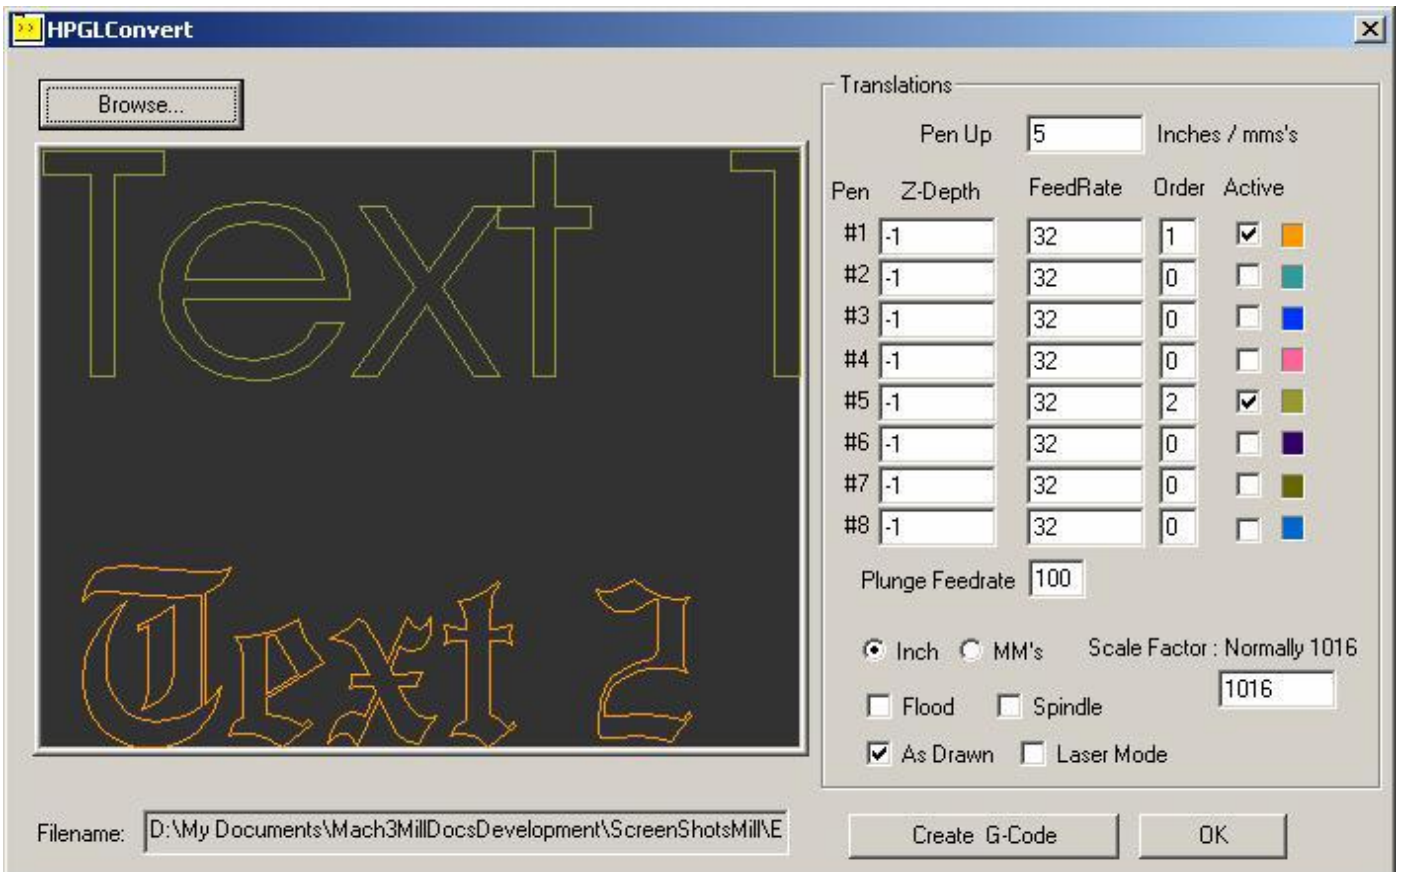 HPGLConvert
Browse...
Text T
Text 2
Filename: D:\My Documents\Mach3MillDocsDevelopment\ScreenShotsMill\E
Translations
Pen Up 5 Inches / mms's
Pen Z-Depth FeedRate Order Active
#1 -1 32 1
#2 -1 32 0
#3 -1 32 0
#4 -1 32 0
#5 -1 32 2
#6 -1 32 0
#7 -1 32 0
#8 -1 32 0
Plunge Feedrate 100
Inch MM's Scale Factor : Normally 1016
1016
Flood Spindle
As Drawn Laser Mode
Create G-Code OK